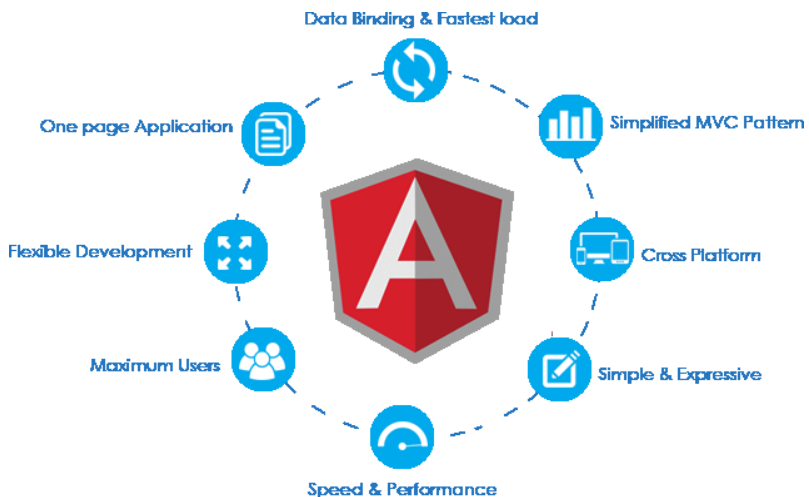 Data Binding & Fastest load
One page Application
Simplified MVC Pattern
Flexible Development
Cross Platform
Maximum Users
Simple & Expressive
Speed & Performance
A